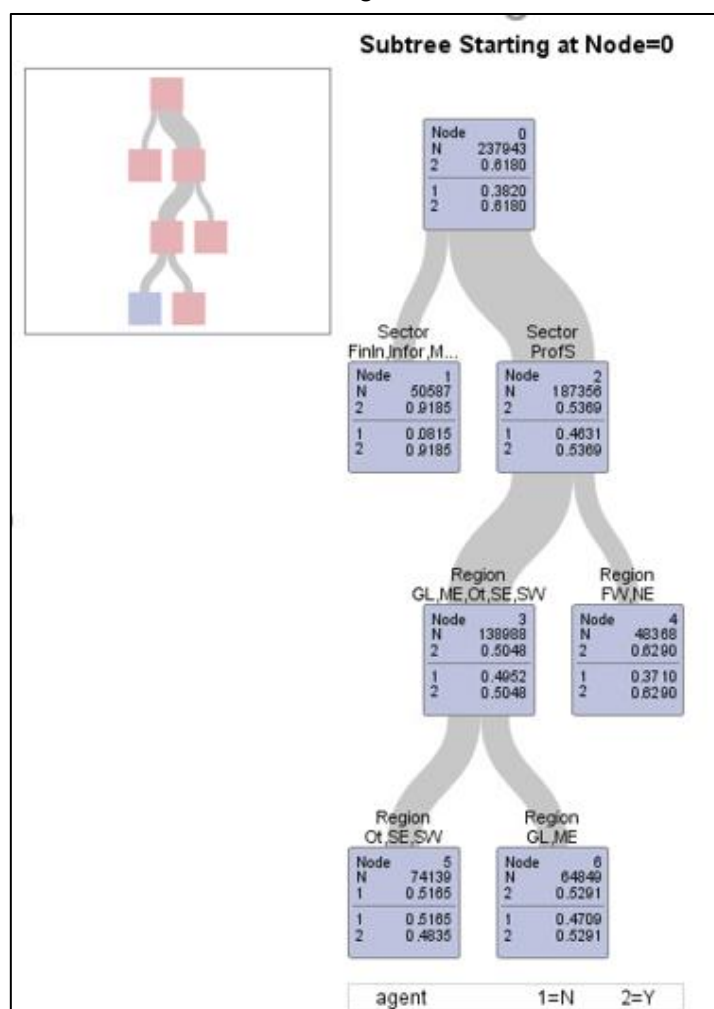 Subtree Starting at Node=0
Node 0
N 237943
2 0.6180
1 0.3820
2 0.6180
Sector
FinIn,Infor,M...
Node 1
N 50587
2 0.9185
1 0.0815
2 0.9185
Sector
ProfS
Node 2
N 187356
2 0.5369
1 0.4631
2 0.5369
Region
GL,ME,Ot,SE,SW
Node 3
N 138988
2 0.5048
1 0.4952
2 0.5048
Region
FW,NE
Node 4
N 48368
2 0.6290
1 0.3710
2 0.6290
Region
Ot,SE,SW
Node 5
N 74139
1 0.5165
1 0.5165
2 0.4835
Region
GL,ME
Node 6
N 64849
2 0.5291
1 0.4709
2 0.5291
agent 1=N 2=Y